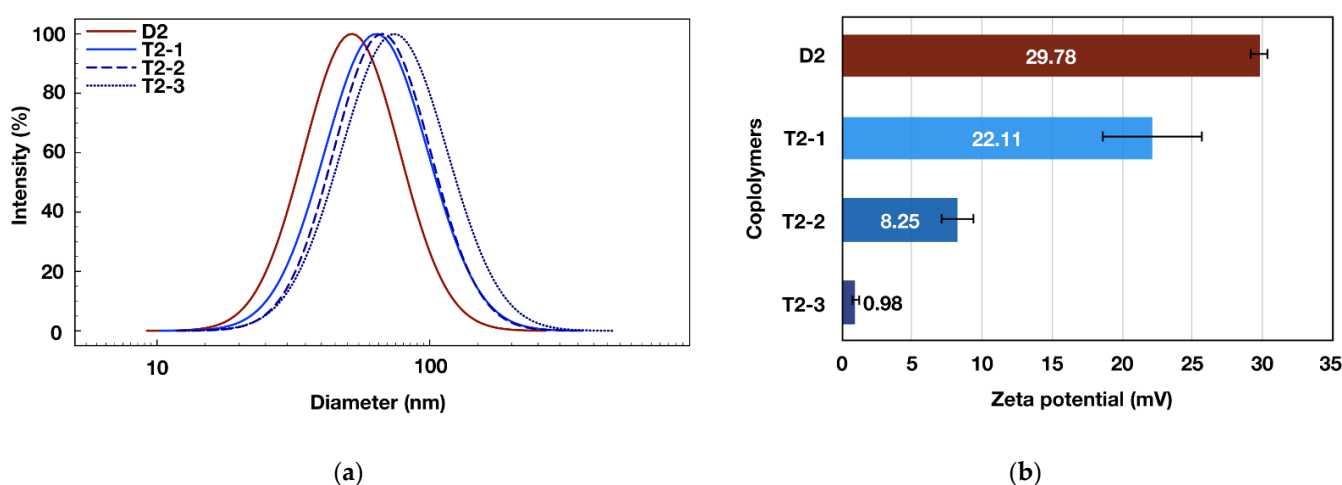 D2
T2-1
T2-2
T2-3
100
80
60
40
20
0
Intensity (%)
10
100
Diameter (nm)
(a)
D2
29.78
T2-1
22.11
T2-2
8.25
T2-3
0.98
Coplolymers
0
5
10
15
20
25
30
35
Zeta potential (mV)
(b)